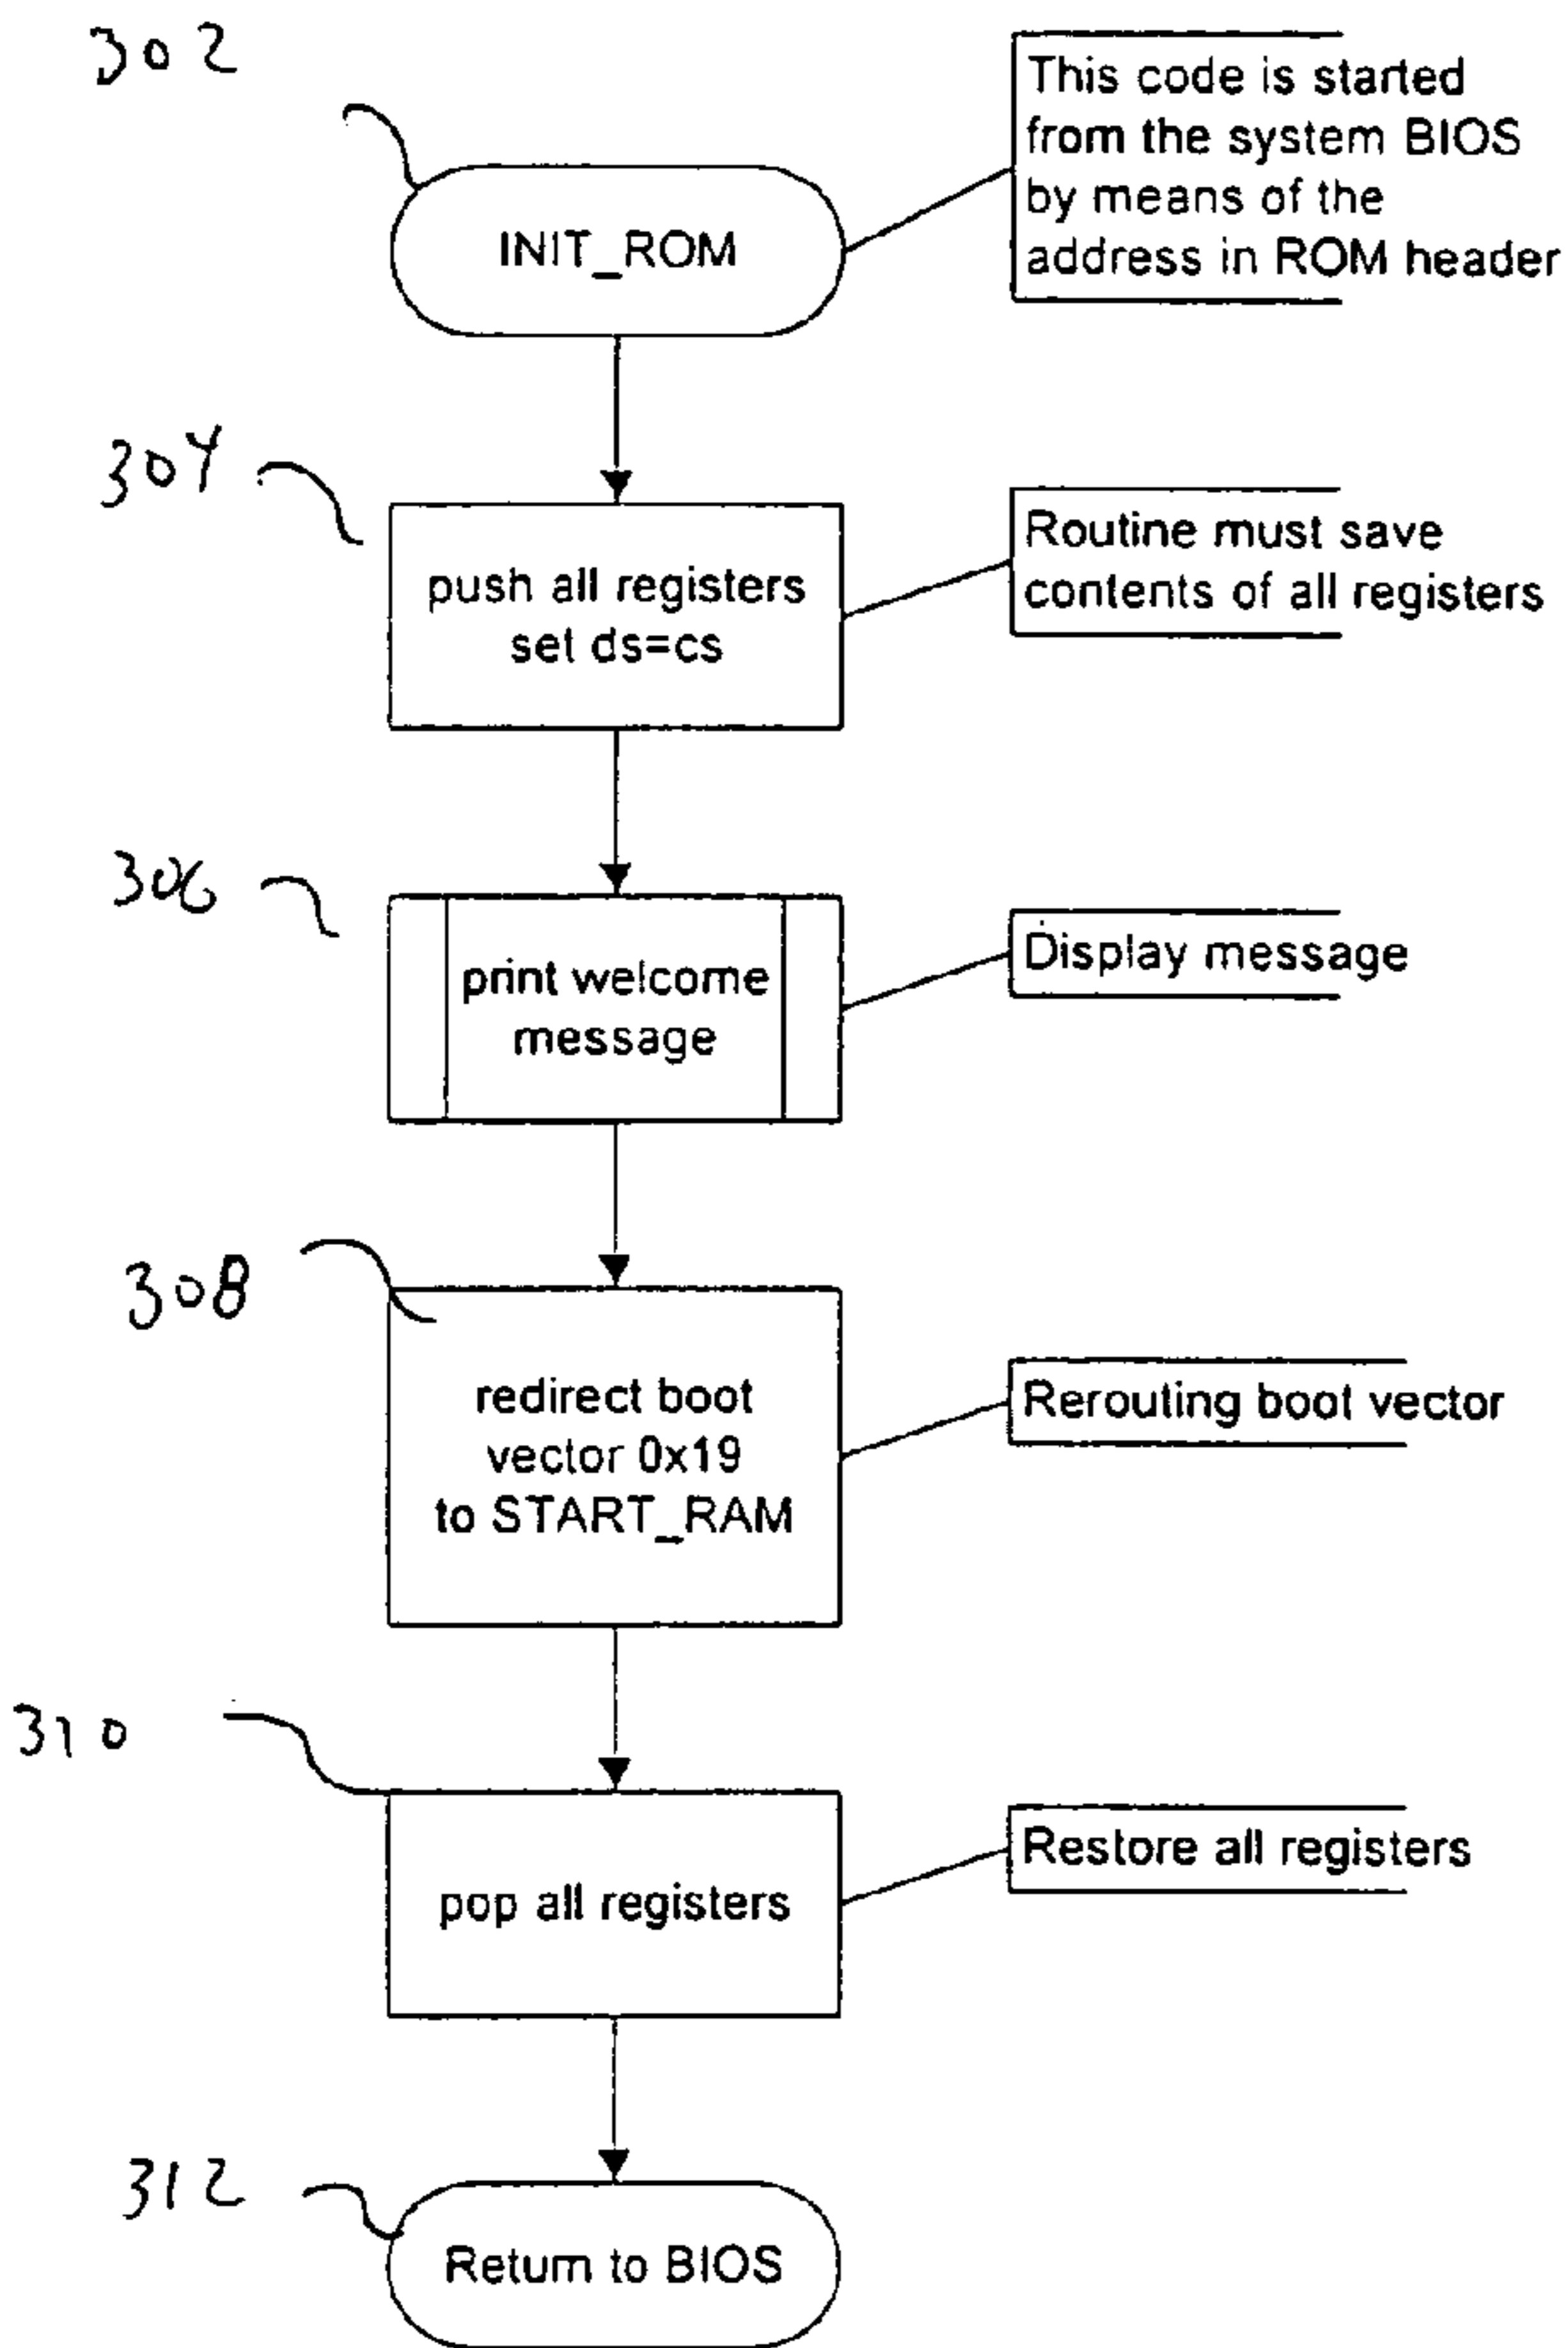 302
INIT_ROM
This code is started
from the system BIOS
by means of the
address in ROM header
304
push all registers
set ds=cs
Routine must save
contents of all registers
306
print welcome
message
Display message
308
redirect boot
vector 0x19
to START_RAM
Rerouting boot vector
310
pop all registers
Restore all registers
312
Return to BIOS